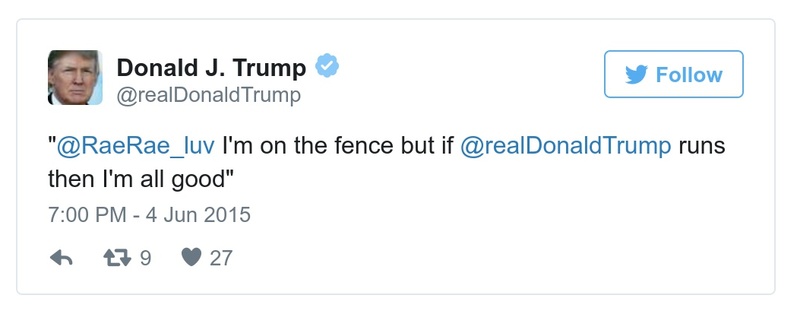 Donald J. Trump
@realDonaldTrump
Follow
"@RaeRae_luv I'm on the fence but if @realDonaldTrump runs
then I'm all good"
7:00 PM - 4 Jun 2015
9 27